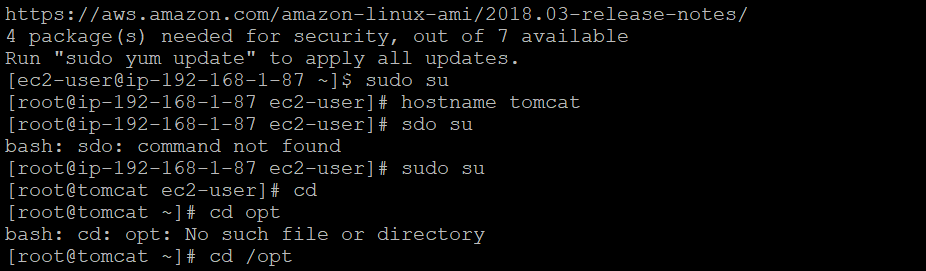 https://aws.amazon.com/amazon-linux-ami/2018.03-release-notes/
4 package(s) needed for security, out of 7 available
Run "sudo yum update" to apply all updates.
[ec2-user@ip-192-168-1-87 ~]$ sudo su
[root@ip-192-168-1-87 ec2-user]# hostname tomcat
[root@ip-192-168-1-87 ec2-user]# sdo su
bash: sdo: command not found
[root@ip-192-168-1-87 ec2-user]# sudo su
[root@tomcat ec2-user]# cd
[root@tomcat ~]# cd opt
bash: cd: opt: No such file or directory
[root@tomcat ~]# cd /opt